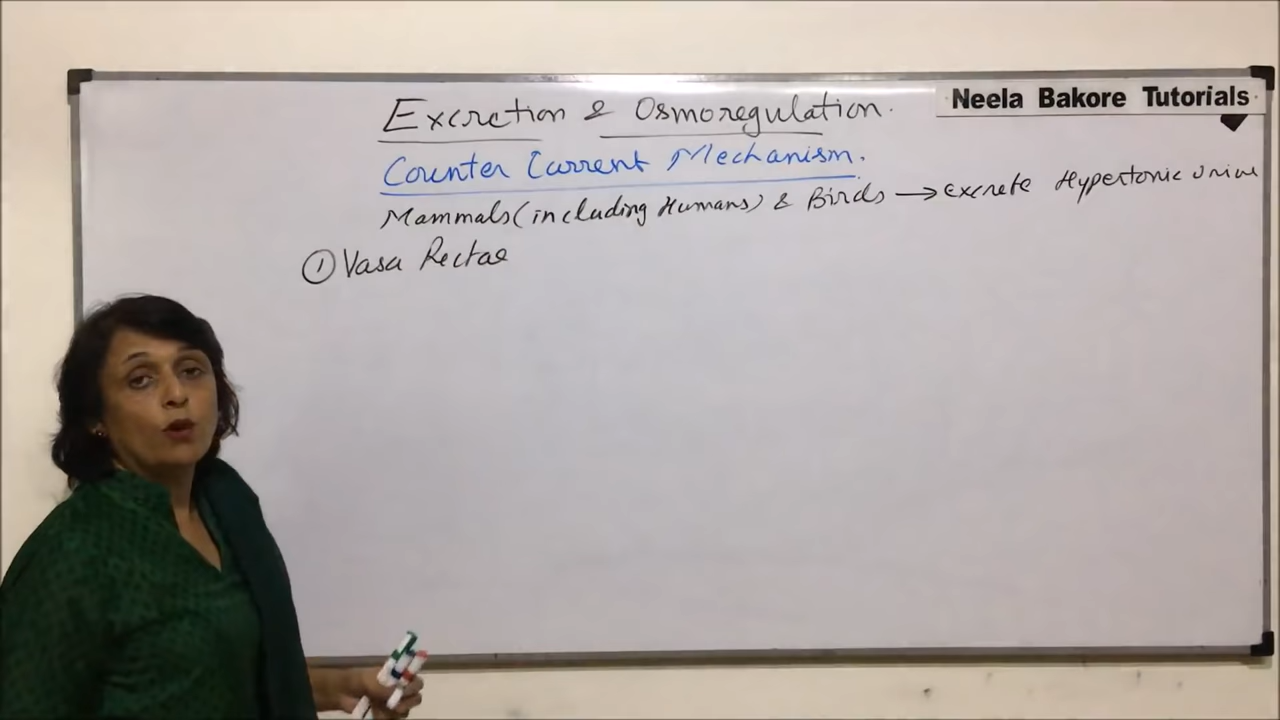 Neela Bakore Tutorials
Excretion & Osmoregulation.
Counter Current Mechanism.
Mammals (including Humans) & Birds → excrete Hypertonic urine
① Vasa Rectae